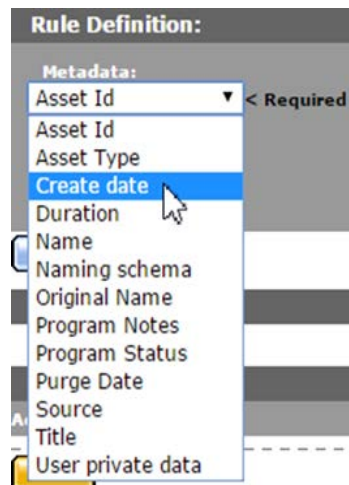 Rule Definition:
Metadata:
Asset Id ▼ < Required
Asset Id
Asset Type
Create date
Duration
Name
Naming schema
Original Name
Program Notes
Program Status
Purge Date
Source
Title
User private data